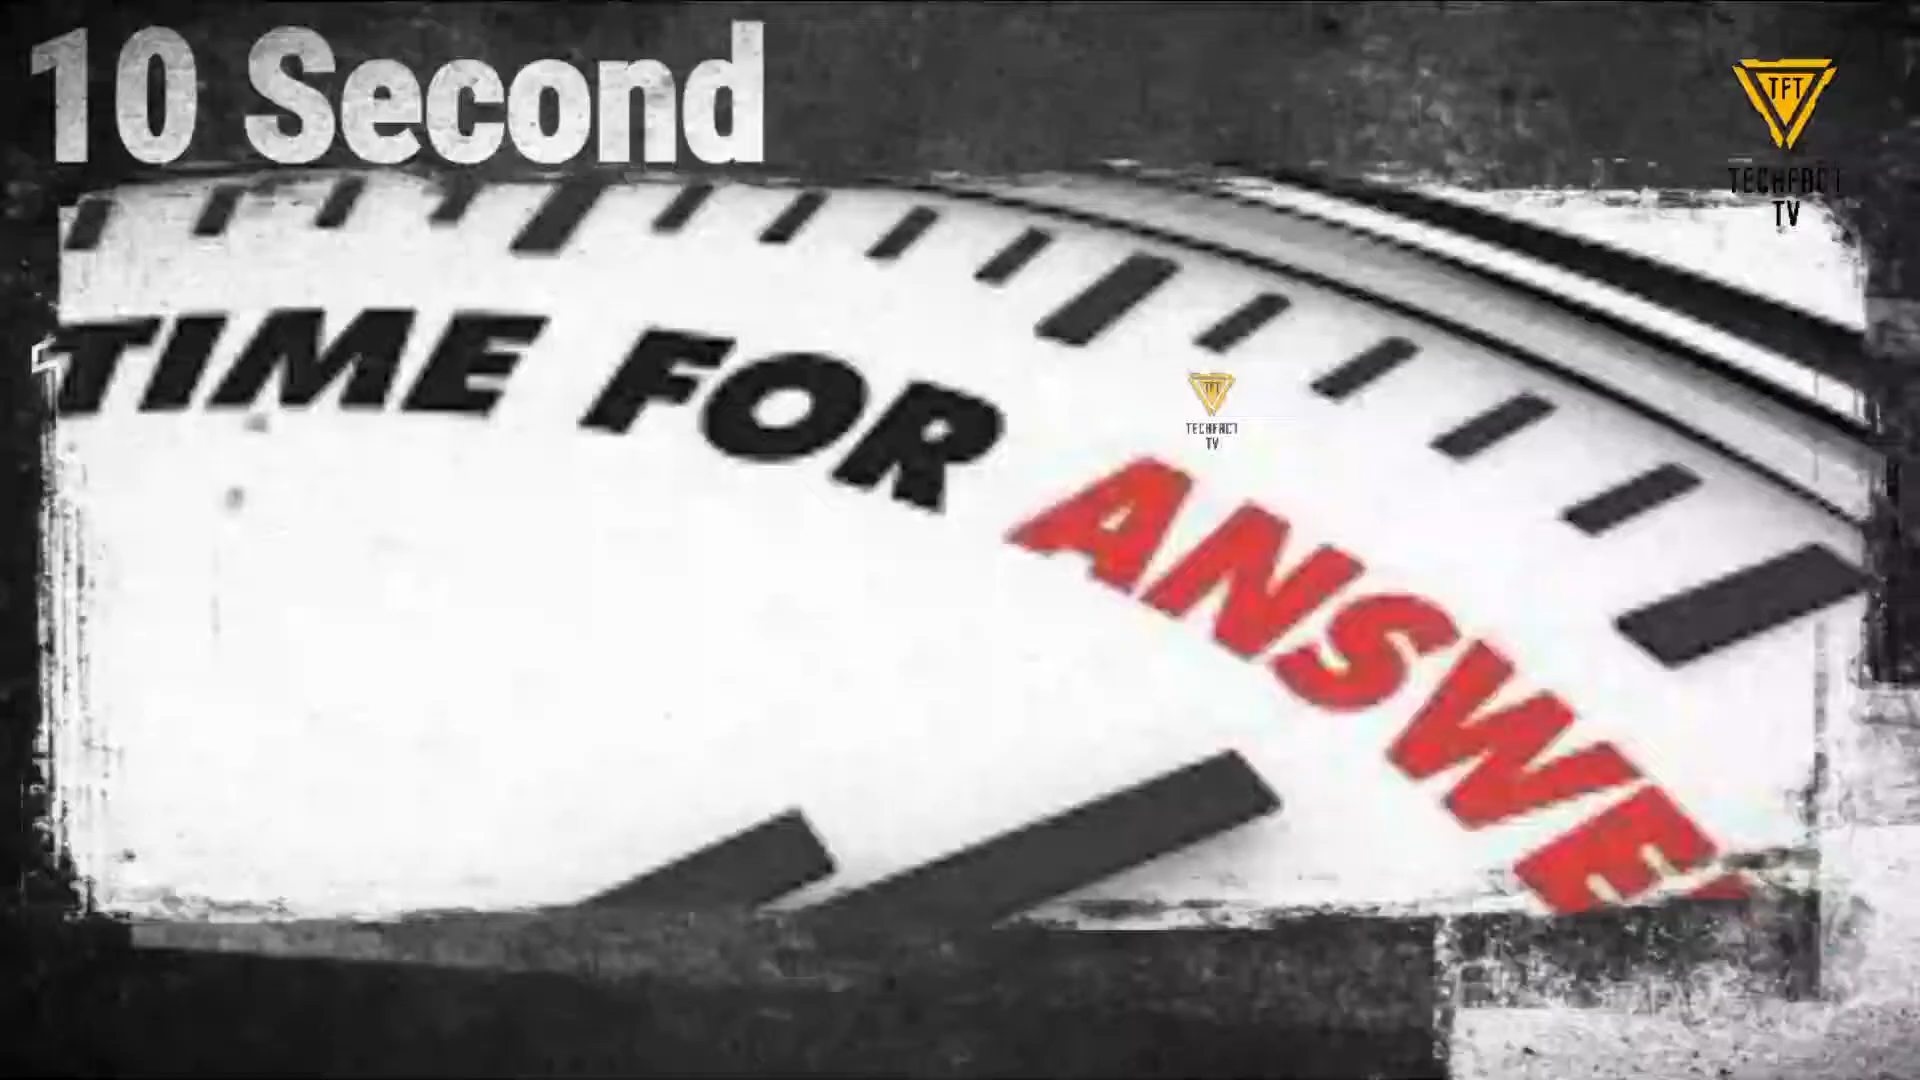 10 Second
TFT
TECHFACT
TV
TIME FOR
ANSWE
TFT
TECHFACT
TV